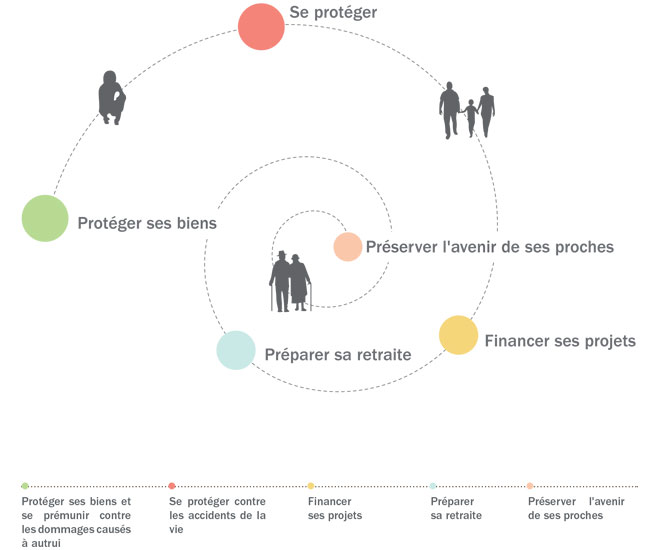 Se protéger
Protéger ses biens
Préserver l'avenir de ses proches
Financer ses projets
Préparer sa retraite
Protéger ses biens et
se prémunir contre
les dommages causés
à autrui
Se protéger contre
les accidents de la
vie
Financer
ses projets
Préparer
sa retraite
Préserver l'avenir
de ses proches